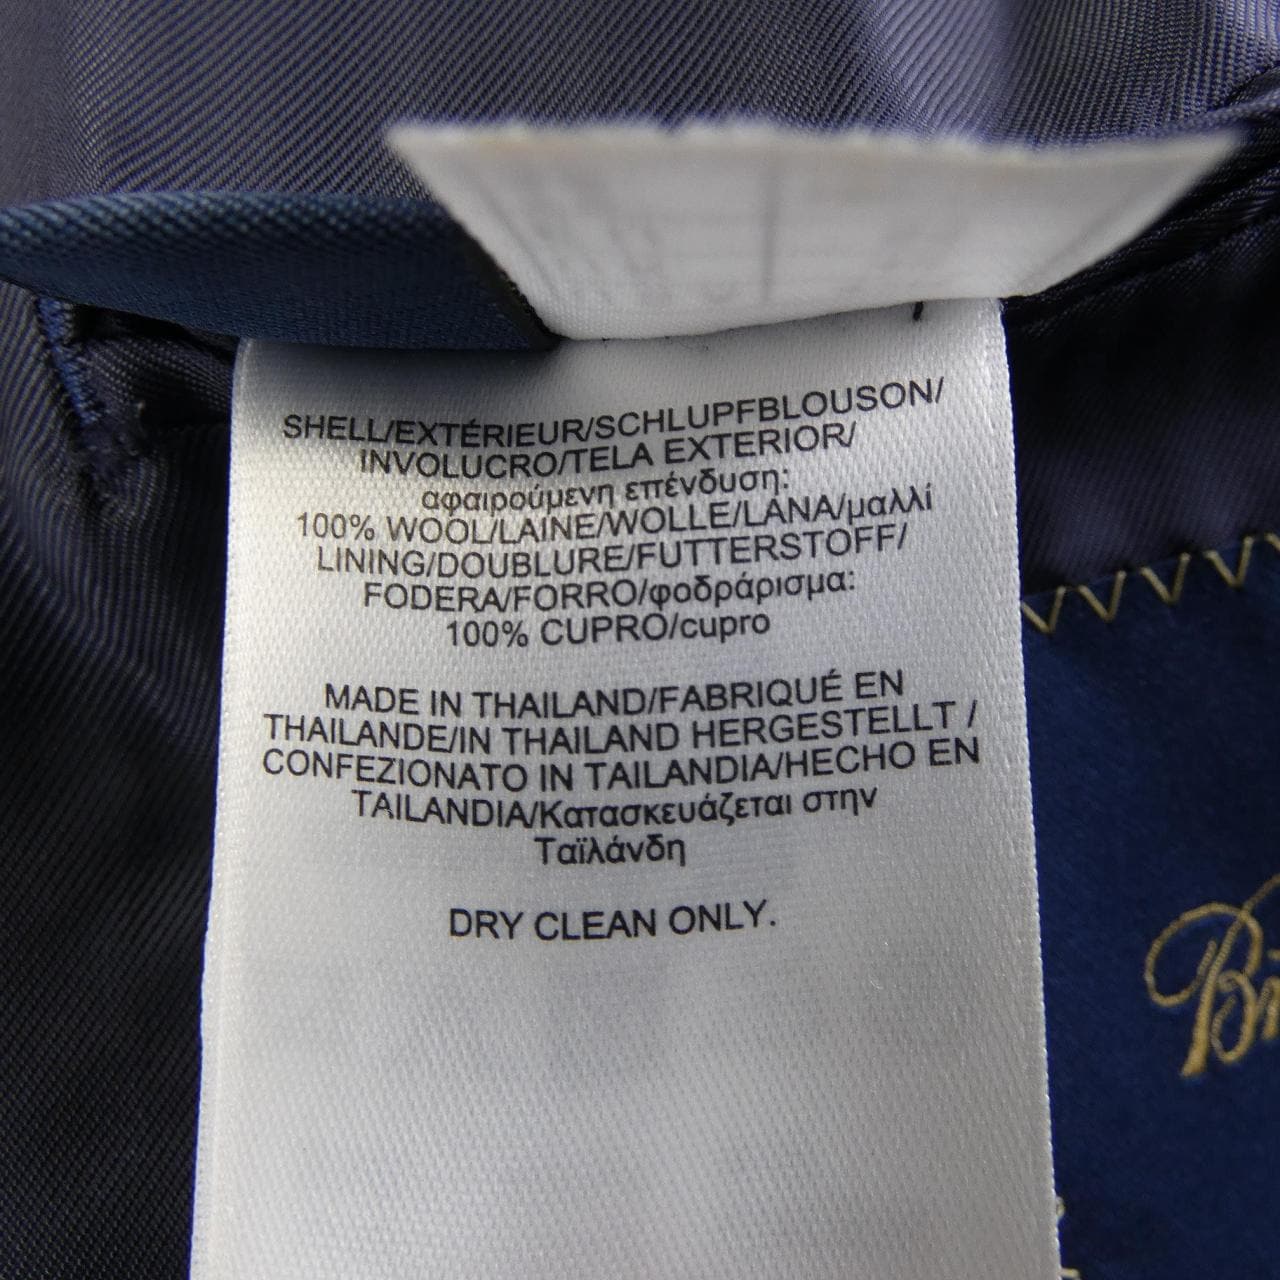 SHELL/EXTÉRIEUR/SCHLUPFBLOUSON/
INVOLUCRO/TELA EXTERIOR/
αφαιρούμενη επένδυση:
100% WOOL/LAINE/WOLLE/LANA/μαλλί
LINING/DOUBLURE/FUTTERSTOFF/
FODERA/FORRO/φοδράρισμα:
100% CUPRO/cupro
MADE IN THAILAND/FABRIQUÉ EN
THAILANDE/IN THAILAND HERGESTELLT /
CONFEZIONATO IN TAILANDIA/HECHO EN
TAILANDIA/Κατασκευάζεται στην
Ταϊλάνδη
DRY CLEAN ONLY.